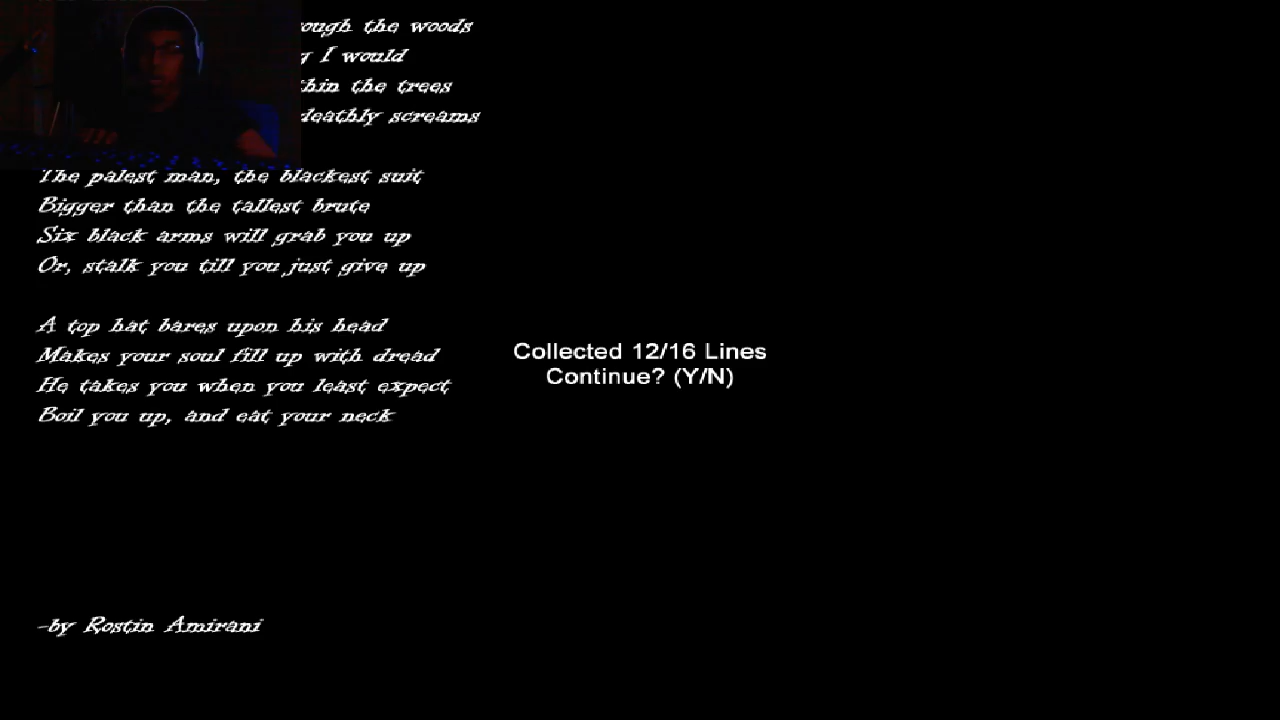 the woods
I would
the trees
deathly screams
The palest man, the blackest suit
Bigger than the tallest brute
Six black arms will grab you up
Or, stalk you till you just give up
A top hat bares upon his head
Makes your soul fill up with dread
He takes you when you least expect
Boil you up, and eat your neck
Collected 12/16 Lines
Continue? (Y/N)
-by Rostin Amirani